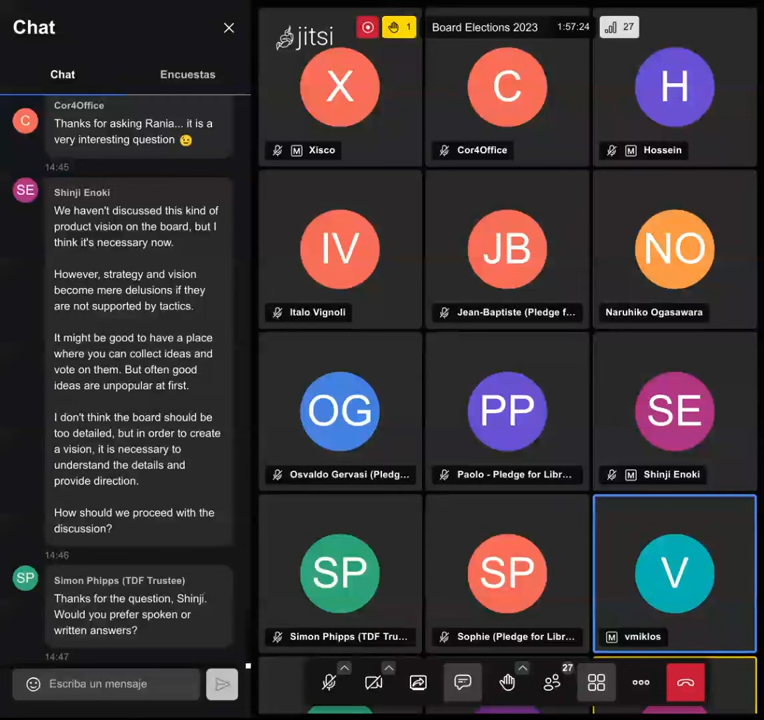 Chat
Chat
Encuestas
Cor4Office
C
Thanks for asking Rania... it is a
very interesting question
14:45
SE
Shinji Enoki
We haven't discussed this kind of
product vision on the board, but I
think it's necessary now.
However, strategy and vision
become mere delusions if they
are not supported by tactics.
It might be good to have a place
where you can collect ideas and
vote on them. But often good
ideas are unpopular at first.
I don't think the board should be
too detailed, but in order to create
a vision, it is necessary to
understand the details and
provide direction.
How should we proceed with the
discussion?
14:46
SP
Simon Phipps (TDF Trustee)
Thanks for the question, Shinji.
Would you prefer spoken or
written answers?
14:47
Escriba un mensaje
jitsi
1
Board Elections 2023
1:57:24
27
X
M Xisco
C
Cor4Office
H
M Hossein
IV
Italo Vignoli
JB
Jean-Baptiste (Pledge f...
NO
Naruhiko Ogasawara
OG
Osvaldo Gervasi (Pledg...
PP
Paolo - Pledge for Libr...
SE
M Shinji Enoki
SP
Simon Phipps (TDF Tru...
SP
Sophie (Pledge for Libr...
V
M vmiklos
27